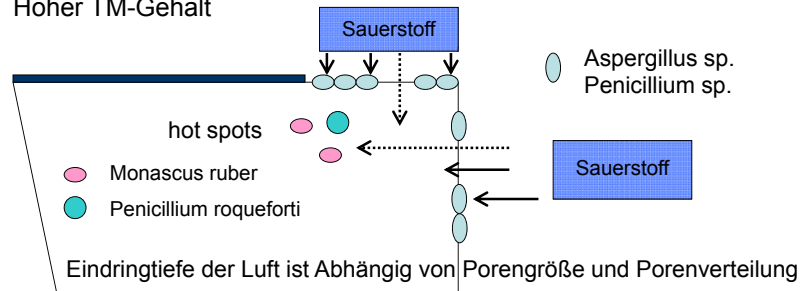 Hoher TM-Gehalt
Sauerstoff
Aspergillus sp.
Penicillium sp.
hot spots
Monascus ruber
Sauerstoff
Penicillium roqueforti
Eindringtiefe der Luft ist Abhängig von Porengröße und Porenverteilung